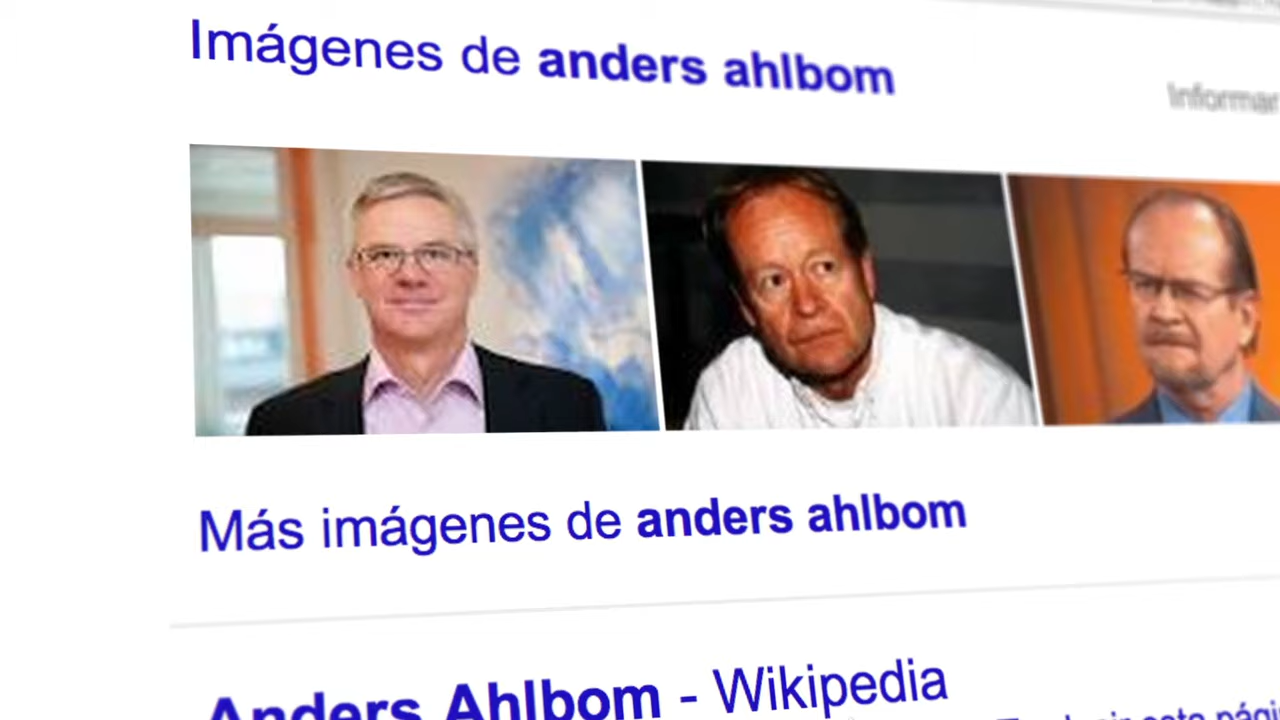 Imágenes de anders ahlbom
Informar
Más imágenes de anders ahlbom
Anders Ahlbom - Wikipedia